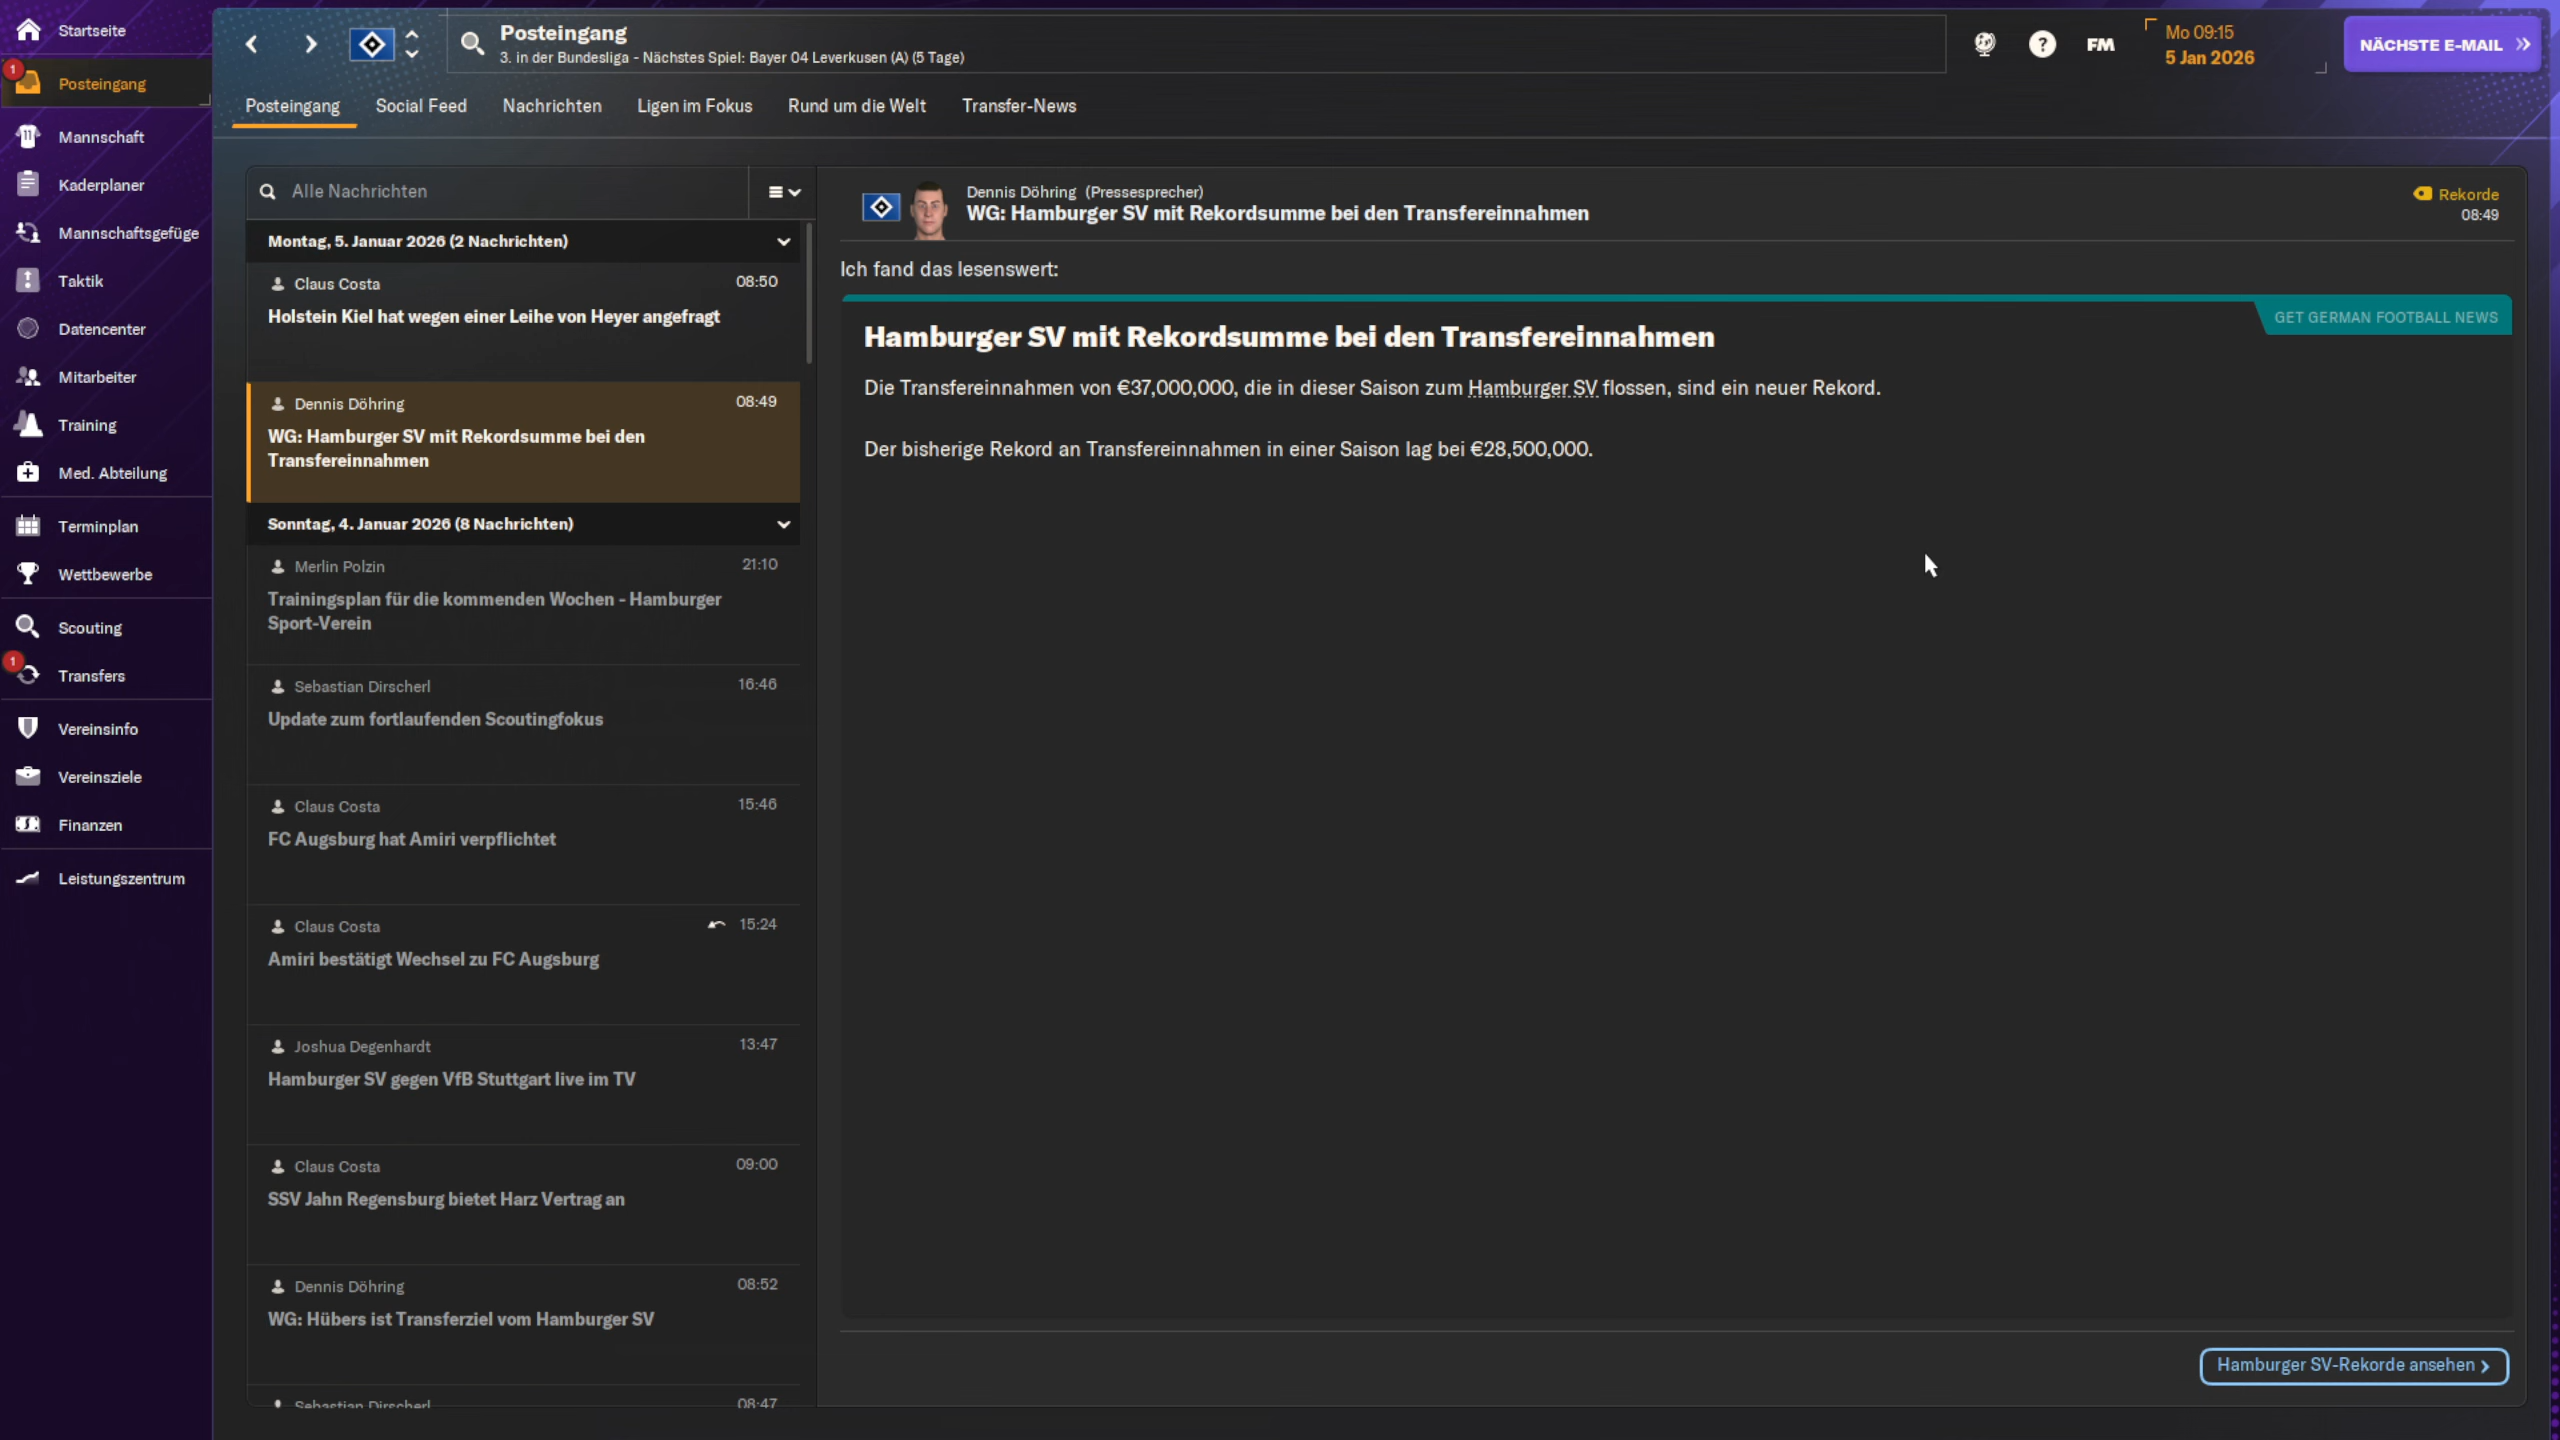 Startseite
1
Posteingang
Mannschaft
Kaderplaner
Mannschaftsgefüge
Taktik
Datencenter
Mitarbeiter
Training
Med. Abteilung
Terminplan
Wettbewerbe
Scouting
1
Transfers
Vereinsinfo
Vereinsziele
Finanzen
Leistungszentrum
Posteingang
3. in der Bundesliga - Nächstes Spiel: Bayer 04 Leverkusen (A) (5 Tage)
FM
Mo 09:15
5 Jan 2026
NÄCHSTE E-MAIL
Posteingang Social Feed Nachrichten Ligen im Fokus Rund um die Welt Transfer-News
Alle Nachrichten
Montag, 5. Januar 2026 (2 Nachrichten)
Claus Costa 08:50
Holstein Kiel hat wegen einer Leihe von Heyer angefragt
Dennis Döhring 08:49
WG: Hamburger SV mit Rekordsumme bei den
Transfereinnahmen
Sonntag, 4. Januar 2026 (8 Nachrichten)
Merlin Polzin 21:10
Trainingsplan für die kommenden Wochen - Hamburger
Sport-Verein
Sebastian Dirscherl 16:46
Update zum fortlaufenden Scoutingfokus
Claus Costa 15:46
FC Augsburg hat Amiri verpflichtet
Claus Costa 15:24
Amiri bestätigt Wechsel zu FC Augsburg
Joshua Degenhardt 13:47
Hamburger SV gegen VfB Stuttgart live im TV
Claus Costa 09:00
SSV Jahn Regensburg bietet Harz Vertrag an
Dennis Döhring 08:52
WG: Hübers ist Transferziel vom Hamburger SV
Sebastian Dirscherl 08:47
Dennis Döhring (Pressesprecher)
WG: Hamburger SV mit Rekordsumme bei den Transfereinnahmen
Rekorde
08:49
Ich fand das lesenswert:
GET GERMAN FOOTBALL NEWS
Hamburger SV mit Rekordsumme bei den Transfereinnahmen
Die Transfereinnahmen von €37,000,000, die in dieser Saison zum Hamburger SV flossen, sind ein neuer Rekord.
Der bisherige Rekord an Transfereinnahmen in einer Saison lag bei €28,500,000.
Hamburger SV-Rekorde ansehen